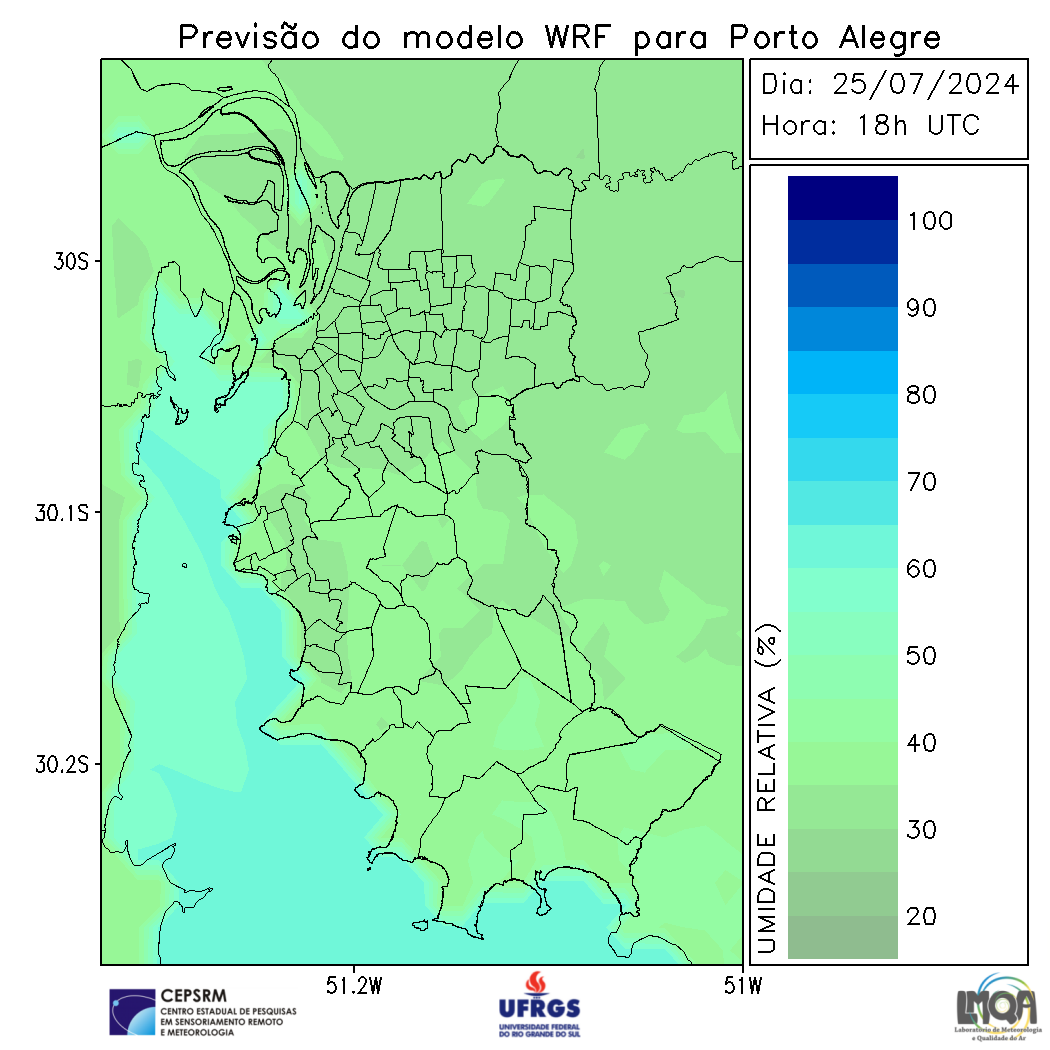 Previsão do modelo WRF para Porto Alegre
Dia: 25/07/2024
Hora: 18h UTC
30S
30.1S
30.2S
51.2W
51W
100
90
80
70
60
50
40
30
20
UMIDADE RELATIVA (%)
CEPSRM
CENTRO ESTADUAL DE PESQUISAS
EM SENSORIAMENTO REMOTO
E METEOROLOGIA
UFRGS
UNIVERSIDADE FEDERAL
DO RIO GRANDE DO SUL
LMQA
Laboratório de Meteorologia
e Qualidade do Ar